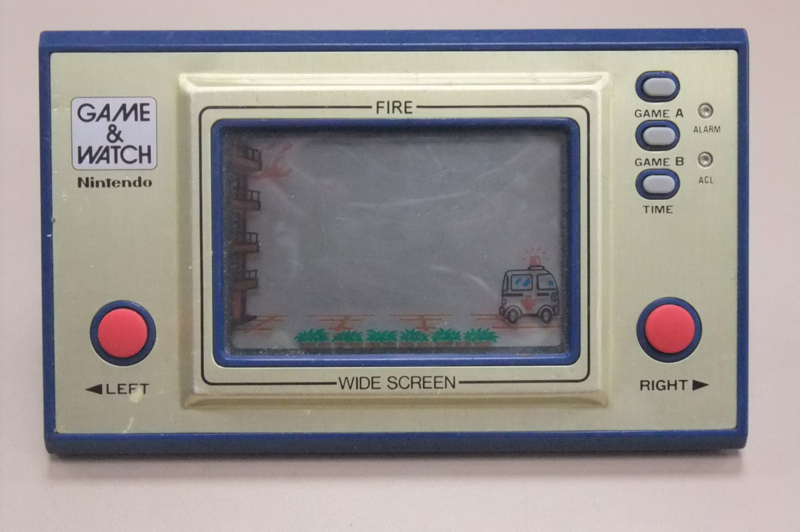 GAME
&
WATCH
Nintendo
FIRE
GAME A
ALARM
GAME B
ACL
TIME
◄LEFT
WIDE SCREEN
RIGHT►